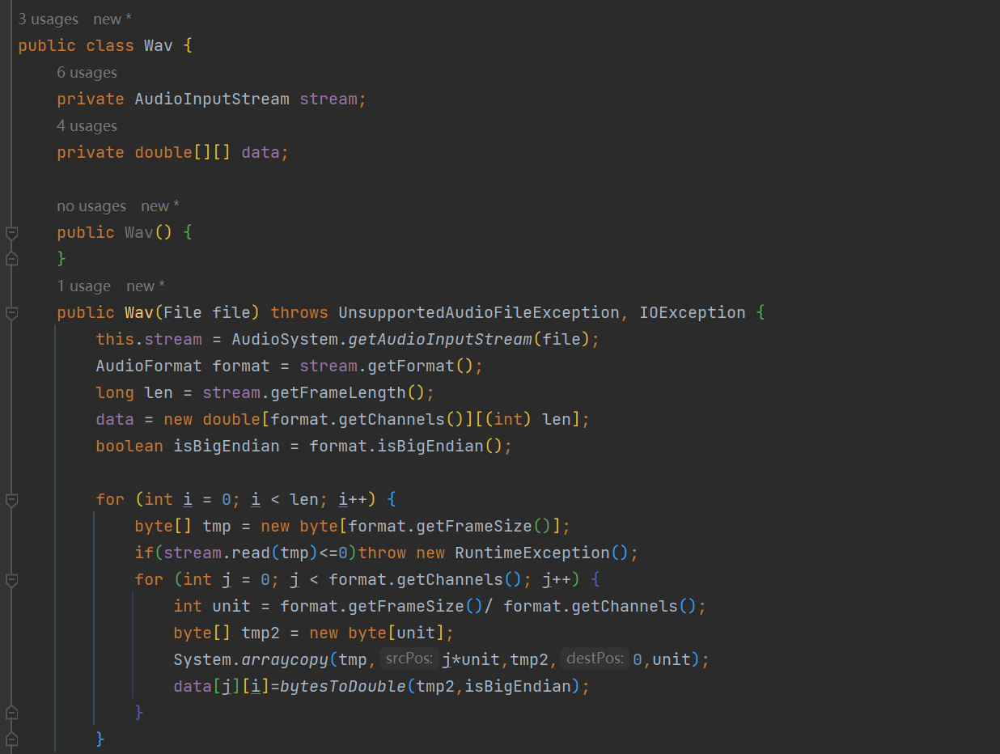 3 usages new *
public class Wav {
6 usages
private AudioInputStream stream;
4 usages
private double[][] data;
no usages new *
public Wav() {
}
1 usage new *
public Wav(File file) throws UnsupportedAudioFileException, IOException {
this.stream = AudioSystem.getAudioInputStream(file);
AudioFormat format = stream.getFormat();
long len = stream.getFrameLength();
data = new double[format.getChannels()][(int) len];
boolean isBigEndian = format.isBigEndian();
for (int i = 0; i < len; i++) {
byte[] tmp = new byte[format.getFrameSize()];
if(stream.read(tmp)<=0)throw new RuntimeException();
for (int j = 0; j < format.getChannels(); j++) {
int unit = format.getFrameSize()/ format.getChannels();
byte[] tmp2 = new byte[unit];
System.arraycopy(tmp, srcPos: j*unit,tmp2, destPos: 0,unit);
data[j][i]=bytesToDouble(tmp2,isBigEndian);
}
}